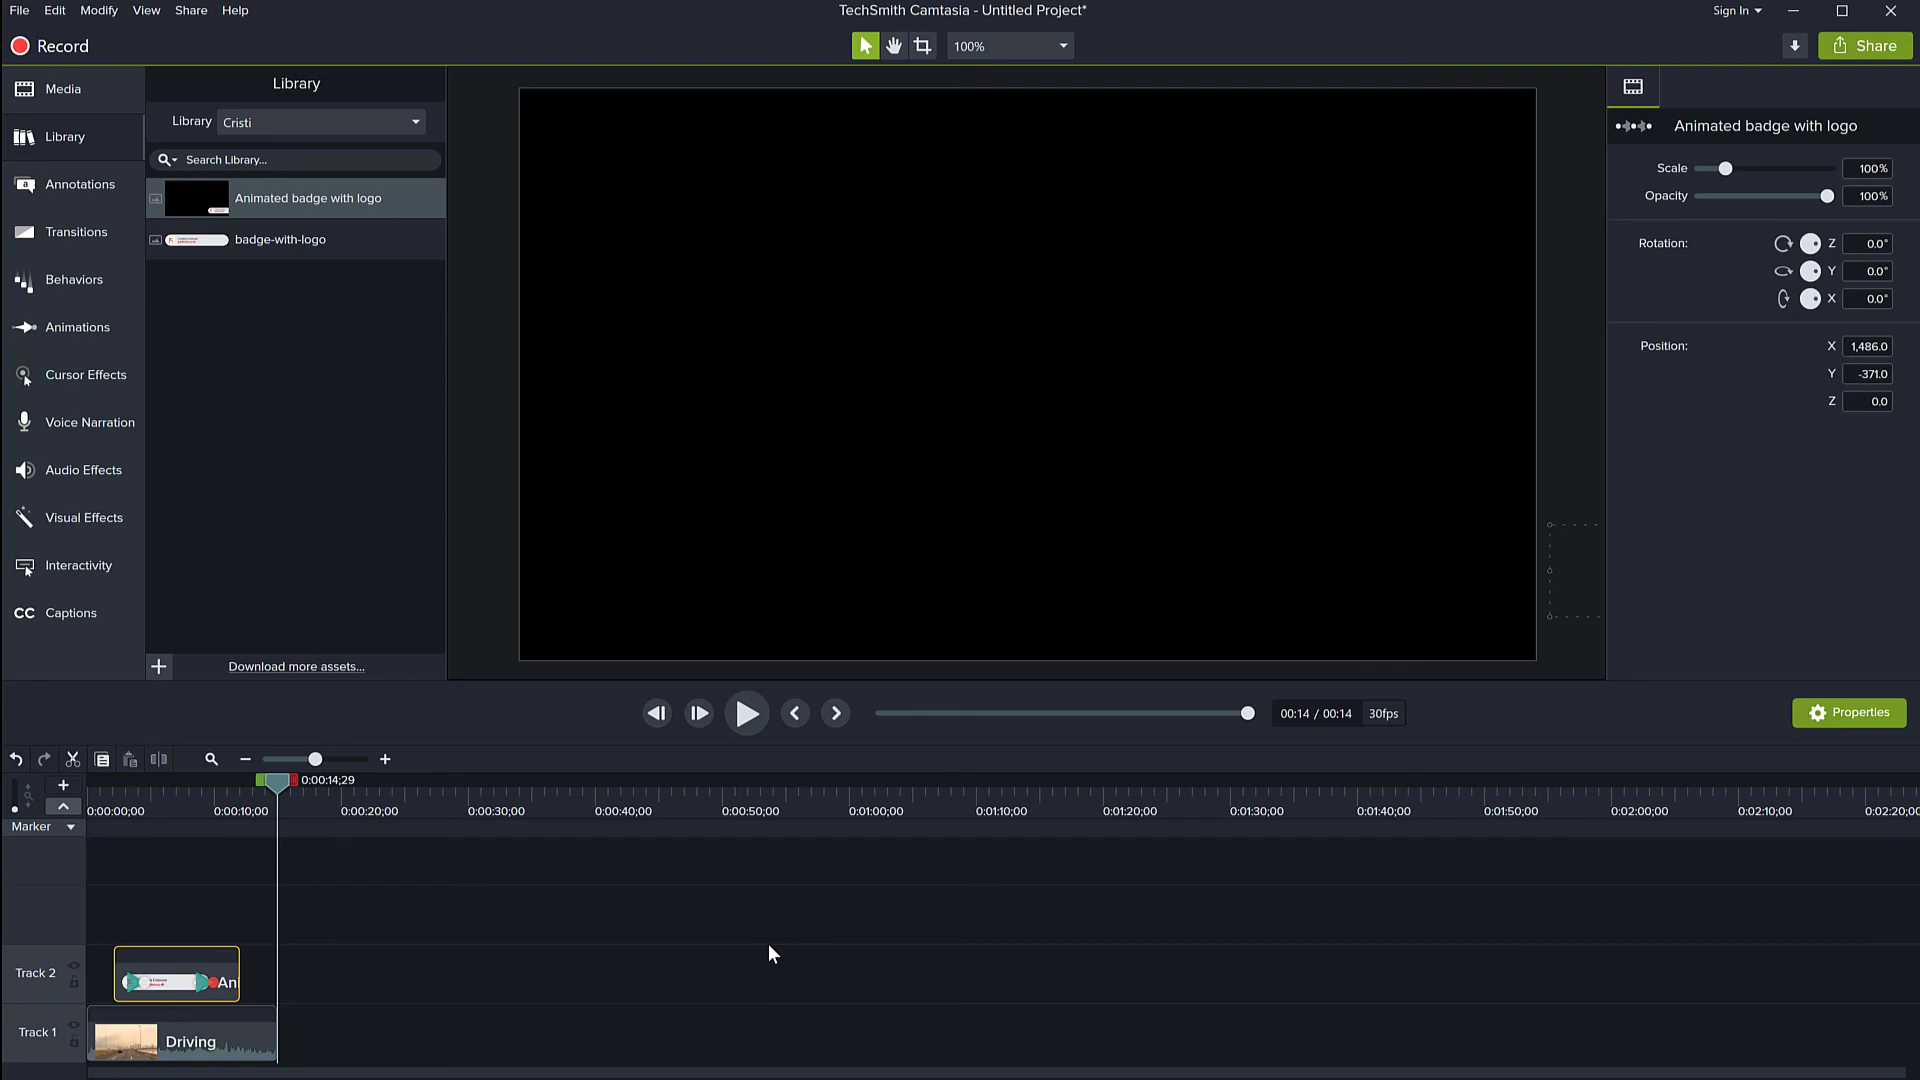 File Edit Modify View Share Help
TechSmith Camtasia - Untitled Project*
Sign In
Record
100%
Share
Media
Library
Annotations
Transitions
Behaviors
Animations
Cursor Effects
Voice Narration
Audio Effects
Visual Effects
Interactivity
CC Captions
Library
Library Cristi
Search Library...
Animated badge with logo
badge-with-logo
Download more assets...
Animated badge with logo
Scale 100%
Opacity 100%
Rotation: Z 0.0°
Y 0.0°
X 0.0°
Position: X 1,486.0
Y -371.0
Z 0.0
00:14 / 00:14 30fps
Properties
0:00:14;29
0:00:00;00 0:00:10;00 0:00:20;00 0:00:30;00 0:00:40;00 0:00:50;00 0:01:00;00 0:01:10;00 0:01:20;00 0:01:30;00 0:01:40;00 0:01:50;00 0:02:00;00 0:02:10;00 0:02:20;00
Marker
Track 2
Ani
Track 1
Driving